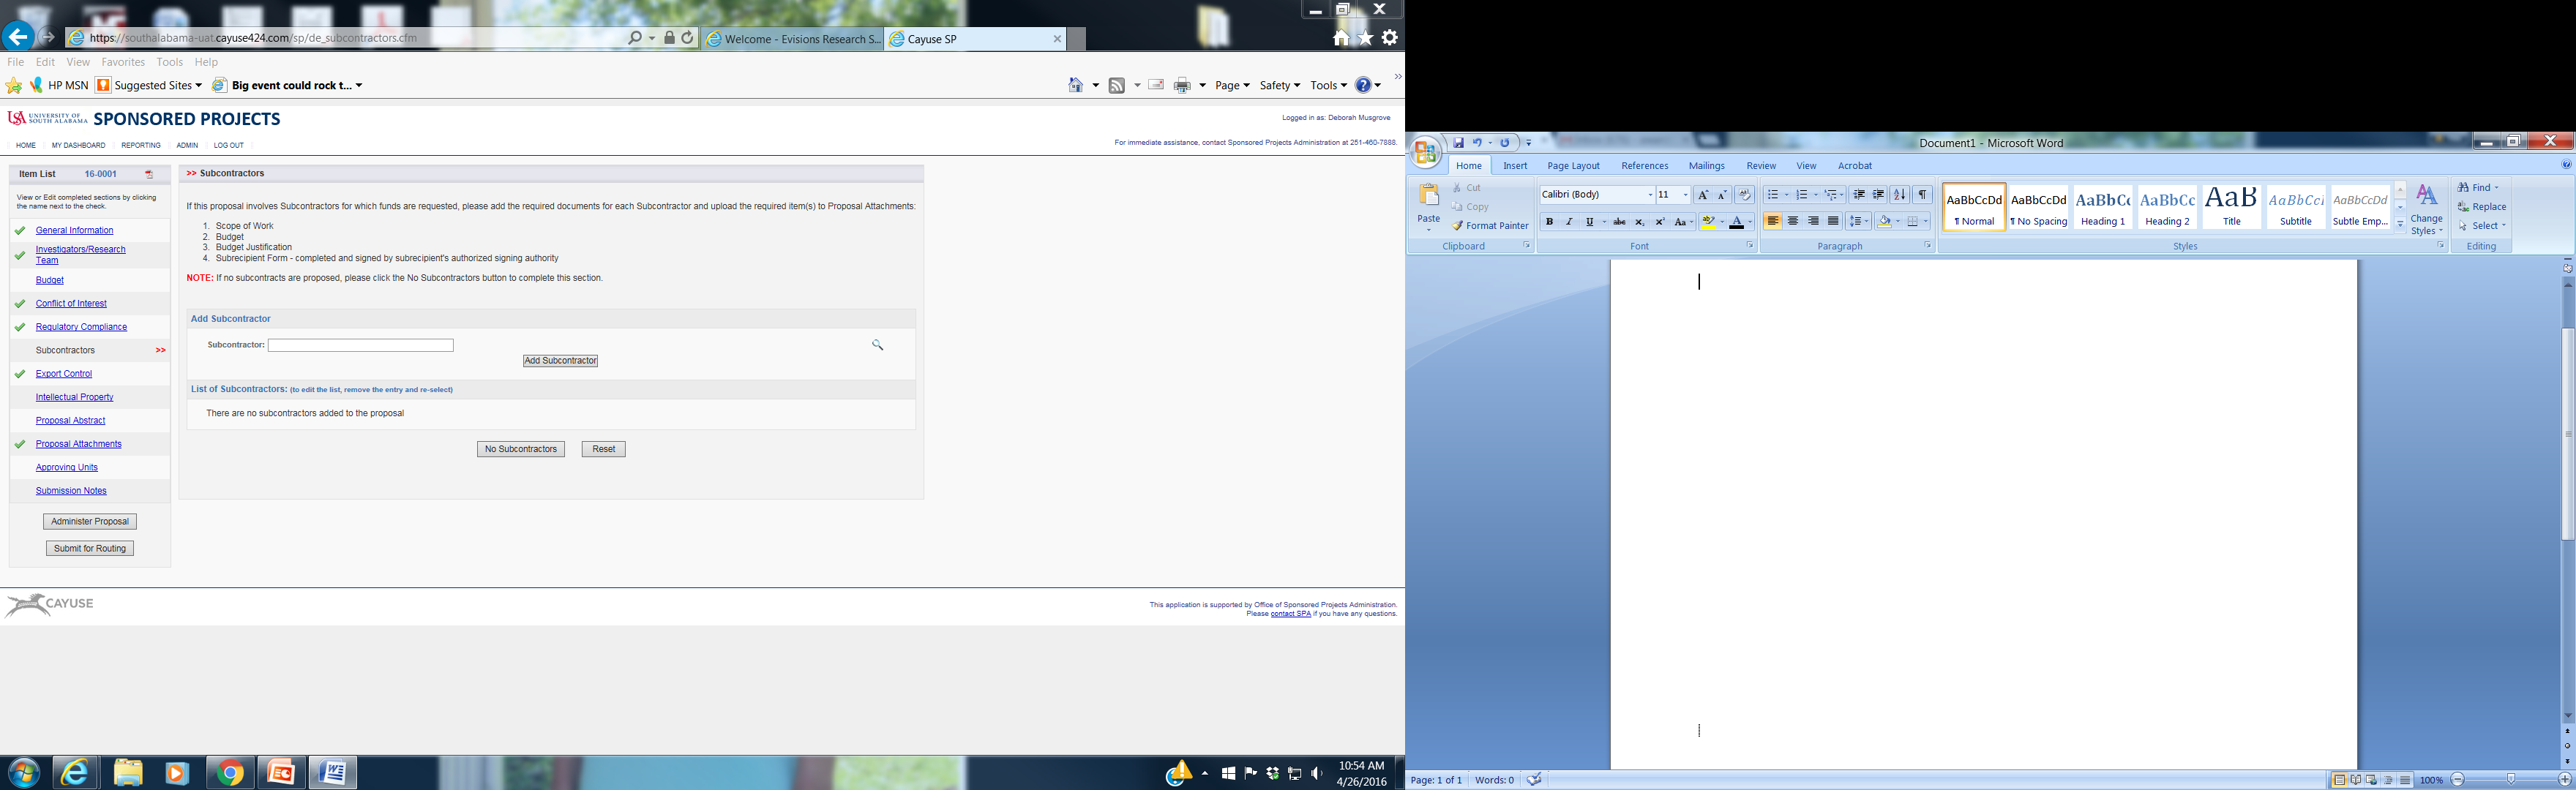 https://southalabama-uat.cayuse424.com/sp/de_subcontractors.cfm
Welcome - Evisions Research S...
Cayuse SP
File Edit View Favorites Tools Help
HP MSN
Suggested Sites
Big event could rock t...
Page
Safety
Tools
USA UNIVERSITY OF SOUTH ALABAMA SPONSORED PROJECTS
Logged in as: Deborah Musgrove
HOME MY DASHBOARD REPORTING ADMIN LOG OUT
For immediate assistance, contact Sponsored Projects Administration at 251-460-7888.
Item List 16-0001
View or Edit completed sections by clicking
the name next to the check.
General Information
Investigators/Research
Team
Budget
Conflict of Interest
Regulatory Compliance
Subcontractors >>
Export Control
Intellectual Property
Proposal Abstract
Proposal Attachments
Approving Units
Submission Notes
Administer Proposal
Submit for Routing
>> Subcontractors
If this proposal involves Subcontractors for which funds are requested, please add the required documents for each Subcontractor and upload the required item(s) to Proposal Attachments:
1. Scope of Work
2. Budget
3. Budget Justification
4. Subrecipient Form - completed and signed by subrecipient's authorized signing authority
NOTE: If no subcontracts are proposed, please click the No Subcontractors button to complete this section.
Add Subcontractor
Subcontractor:
Add Subcontractor
List of Subcontractors: (to edit the list, remove the entry and re-select)
There are no subcontractors added to the proposal
No Subcontractors
Reset
CAYUSE
This application is supported by Office of Sponsored Projects Administration.
Please contact SPA if you have any questions.
10:54 AM
4/26/2016
Document1 - Microsoft Word
Home Insert Page Layout References Mailings Review View Acrobat
Paste
Cut
Copy
Format Painter
Clipboard
Calibri (Body) 11
B I U abc x₂ x² Aa
Font
Paragraph
AaBbCcDd AaBbCcDd AaBbCc AaBbCc AaB AaBbCcI AaBbCcDd
¶ Normal ¶ No Spacing Heading 1 Heading 2 Title Subtitle Subtle Emp...
Change
Styles
Styles
Find
Replace
Select
Editing
Page: 1 of 1 Words: 0
100%